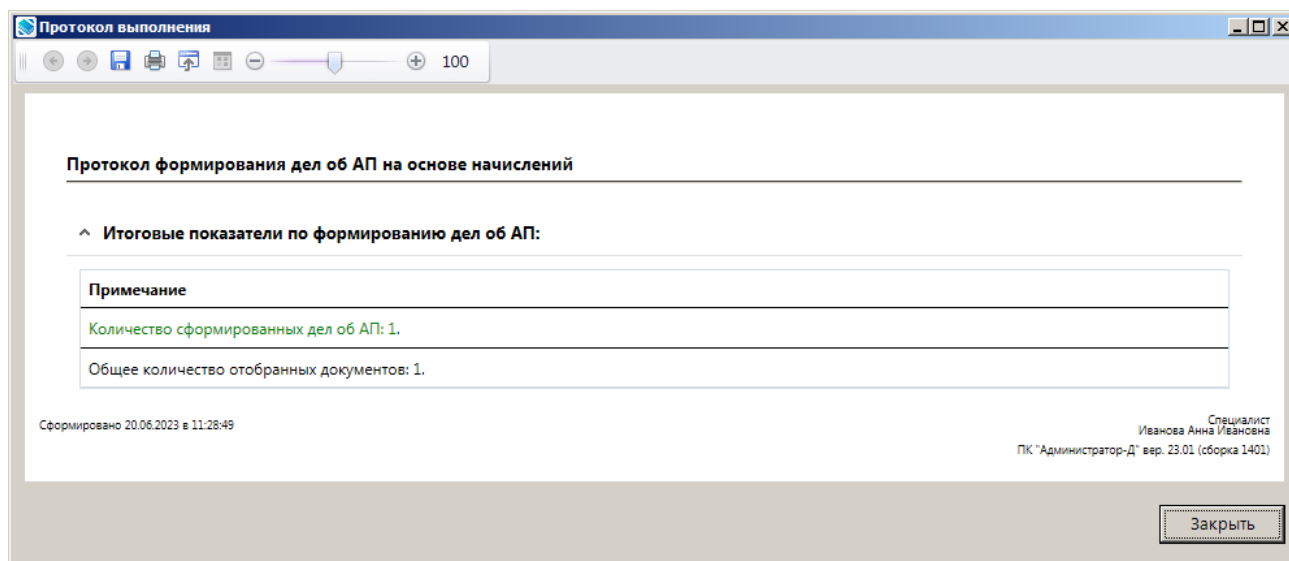 Протокол выполнения
100
Протокол формирования дел об АП на основе начислений
Итоговые показатели по формированию дел об АП:
Примечание
Количество сформированных дел об АП: 1.
Общее количество отобранных документов: 1.
Сформировано 20.06.2023 в 11:28:49
Специалист
Иванова Анна Ивановна
ПК "Администратор-Д" вер. 23.01 (сборка 1401)
Закрыть